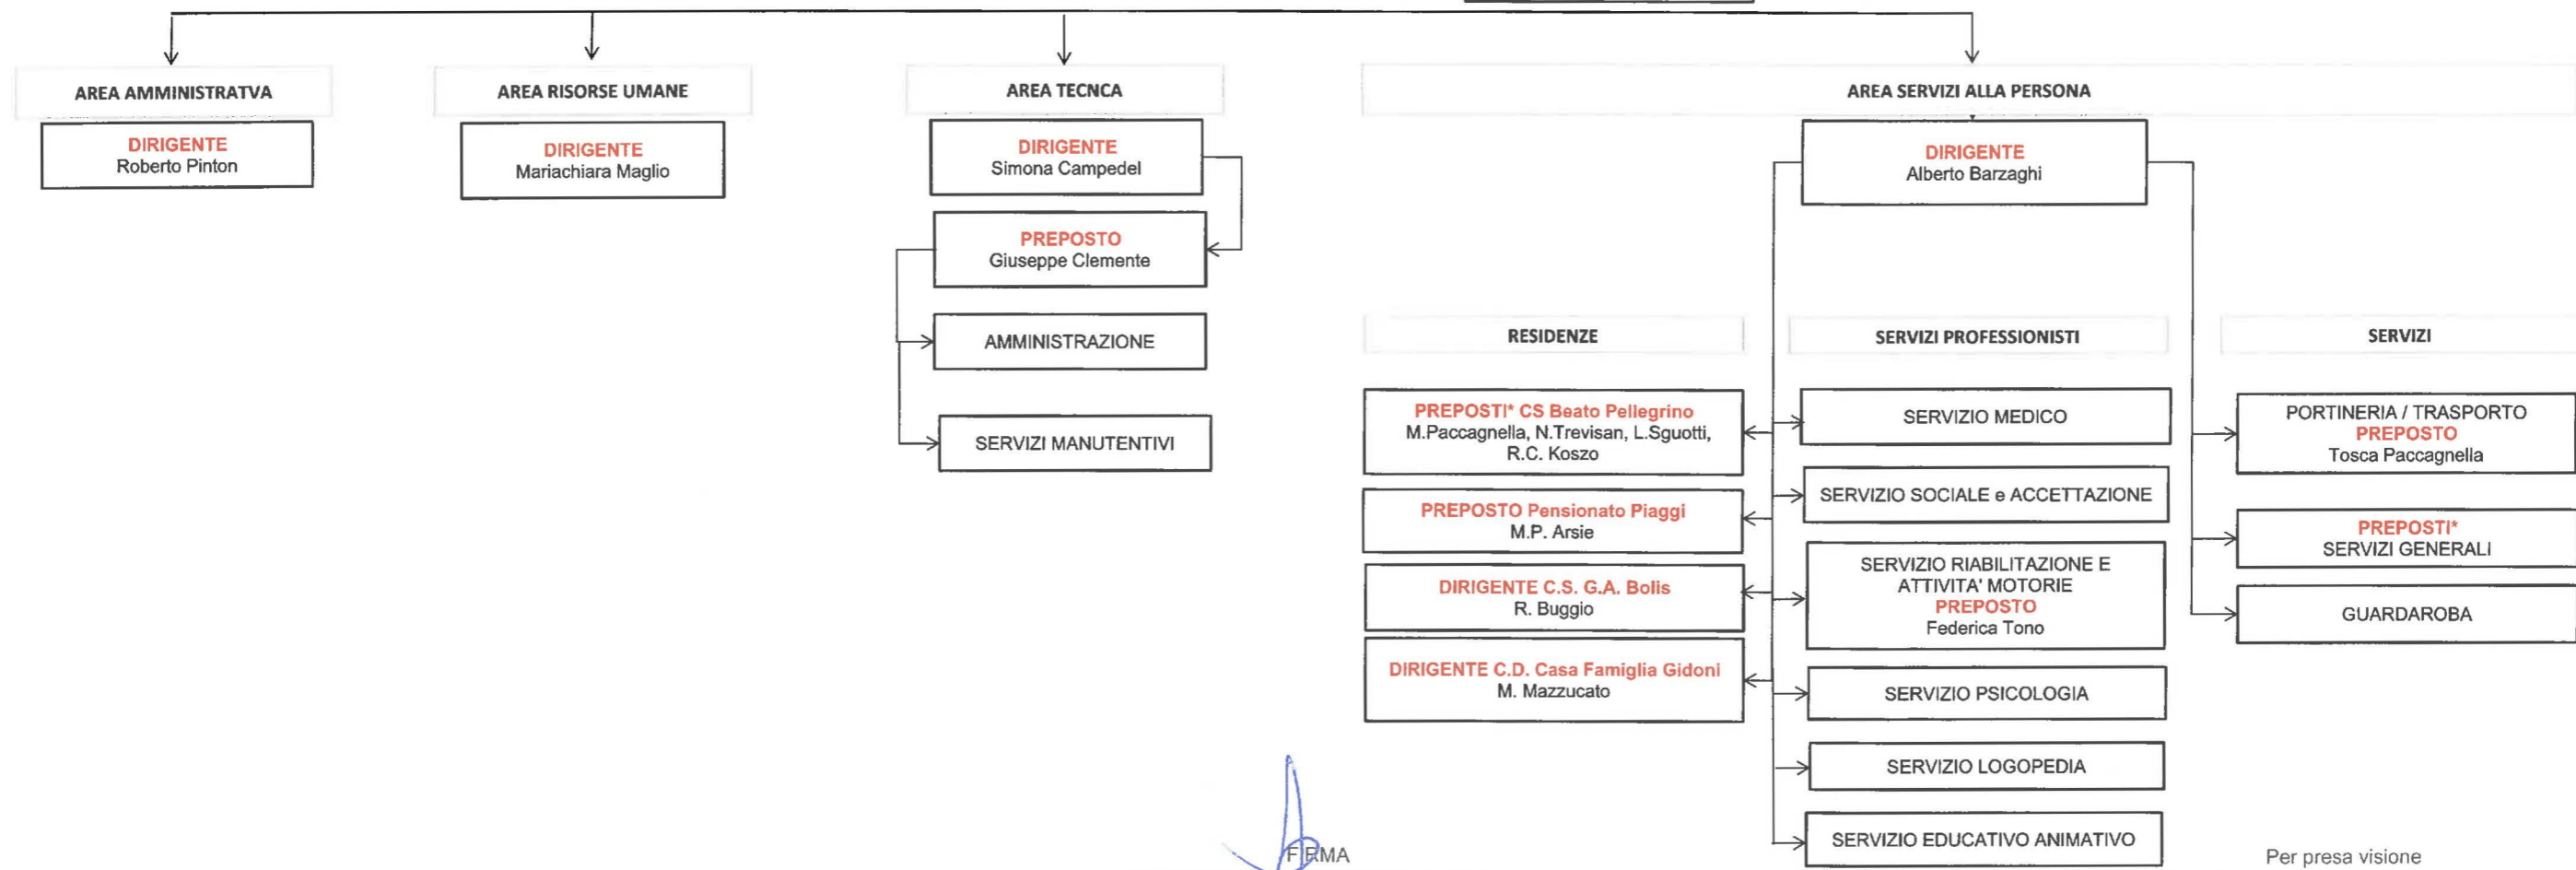 AREA AMMINISTRATVA
DIRIGENTE
Roberto Pinton
AREA RISORSE UMANE
DIRIGENTE
Mariachiara Maglio
AREA TECNCA
DIRIGENTE
Simona Campedel
PREPOSTO
Giuseppe Clemente
AMMINISTRAZIONE
SERVIZI MANUTENTIVI
AREA SERVIZI ALLA PERSONA
DIRIGENTE
Alberto Barzaghi
RESIDENZE
PREPOSTI* CS Beato Pellegrino
M.Paccagnella, N.Trevisan, L.Sguotti,
R.C. Koszo
PREPOSTO Pensionato Piaggi
M.P. Arsie
DIRIGENTE C.S. G.A. Bolis
R. Buggio
DIRIGENTE C.D. Casa Famiglia Gidoni
M. Mazzucato
SERVIZI PROFESSIONISTI
SERVIZIO MEDICO
SERVIZIO SOCIALE e ACCETTAZIONE
SERVIZIO RIABILITAZIONE E
ATTIVITA' MOTORIE
PREPOSTO
Federica Tono
SERVIZIO PSICOLOGIA
SERVIZIO LOGOPEDIA
SERVIZIO EDUCATIVO ANIMATIVO
SERVIZI
PORTINERIA / TRASPORTO
PREPOSTO
Tosca Paccagnella
PREPOSTI*
SERVIZI GENERALI
GUARDAROBA
FIRMA
Per presa visione